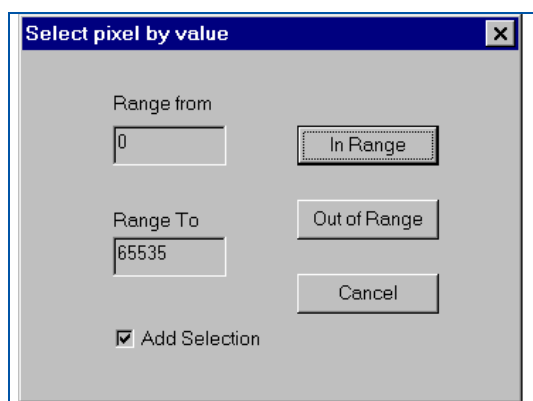 Select pixel by value
Range from
0
In Range
Range To
Out of Range
65535
Cancel
Add Selection